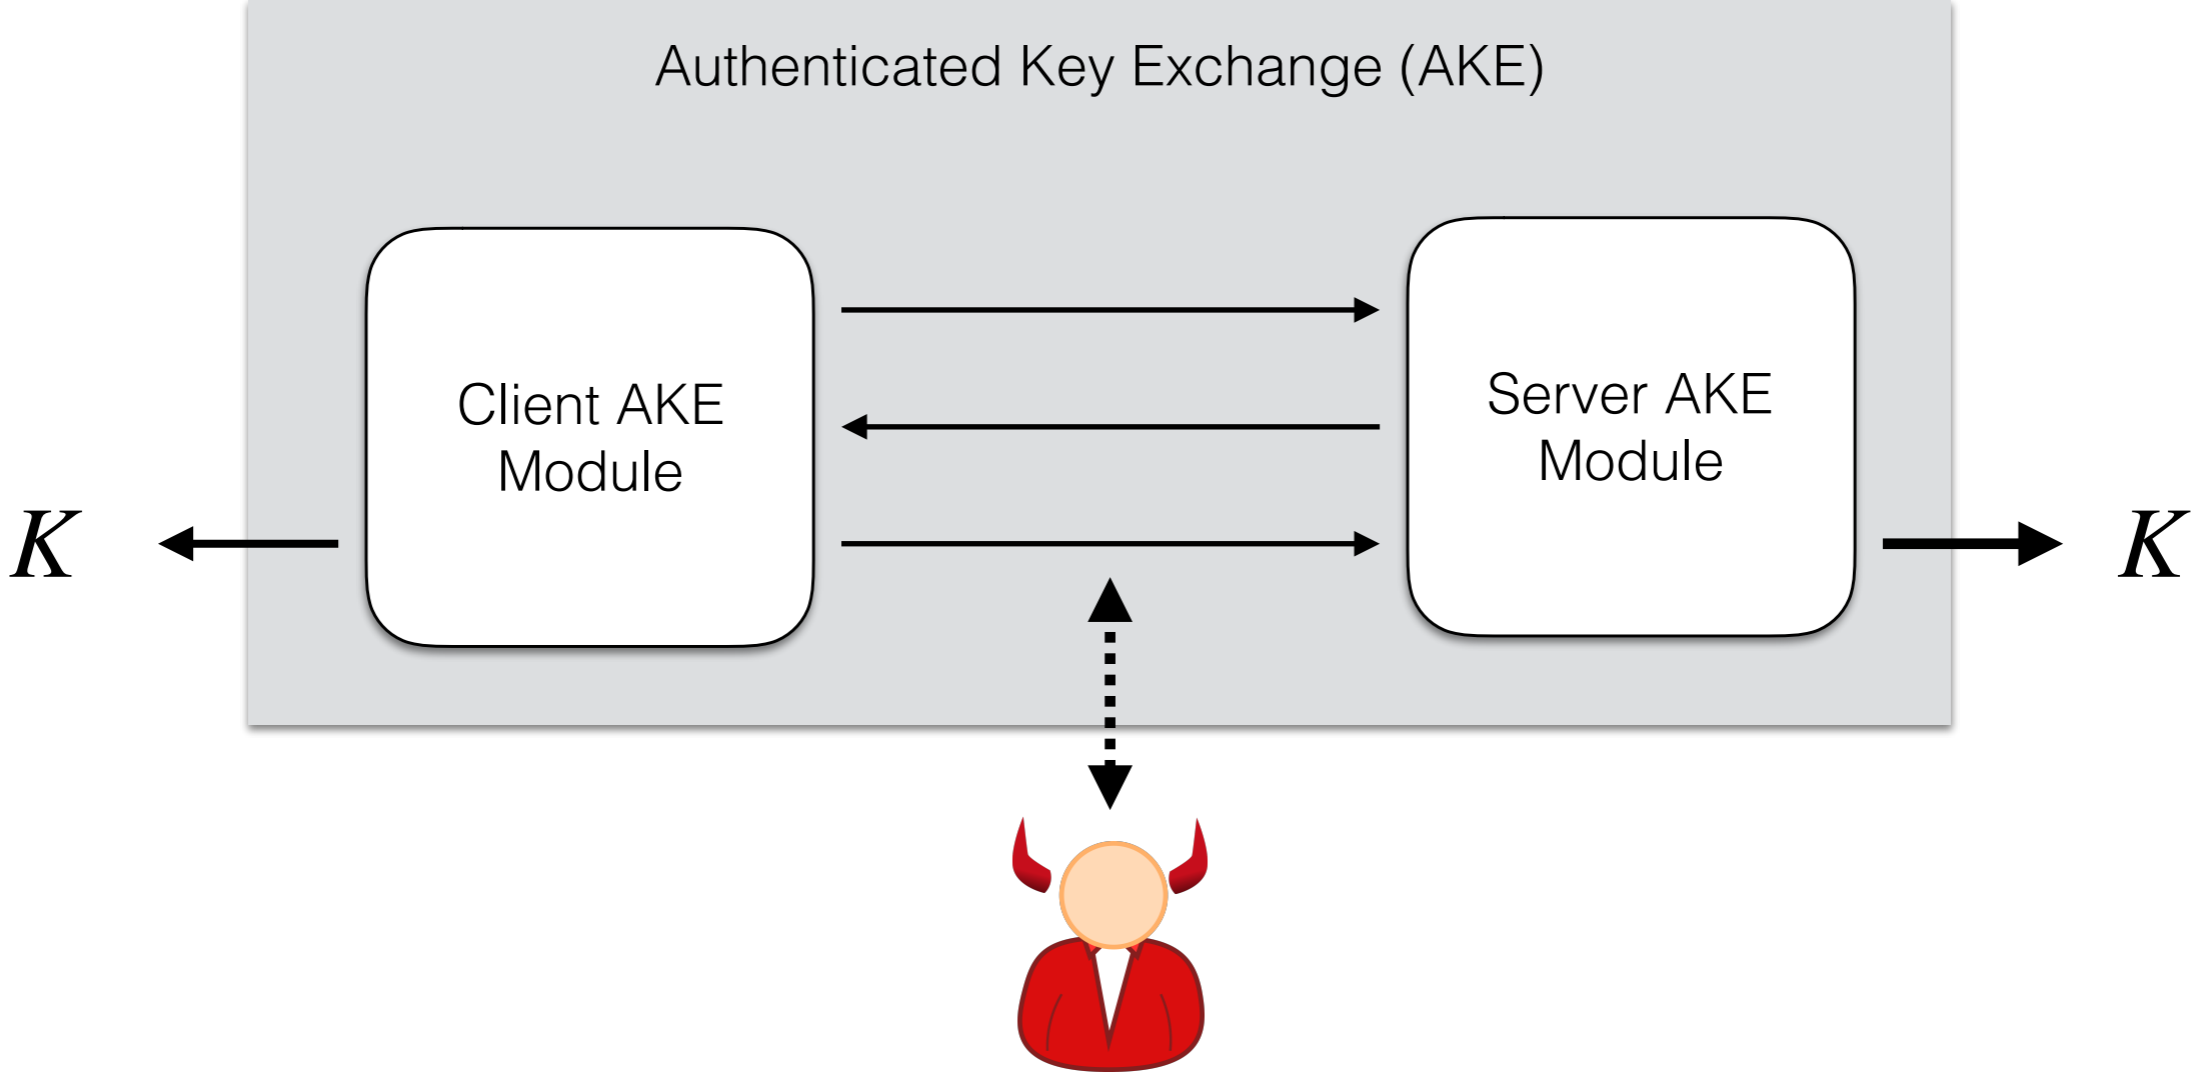 Authenticated Key Exchange (AKE)
Client AKE
Module
Server AKE
Module
K
K